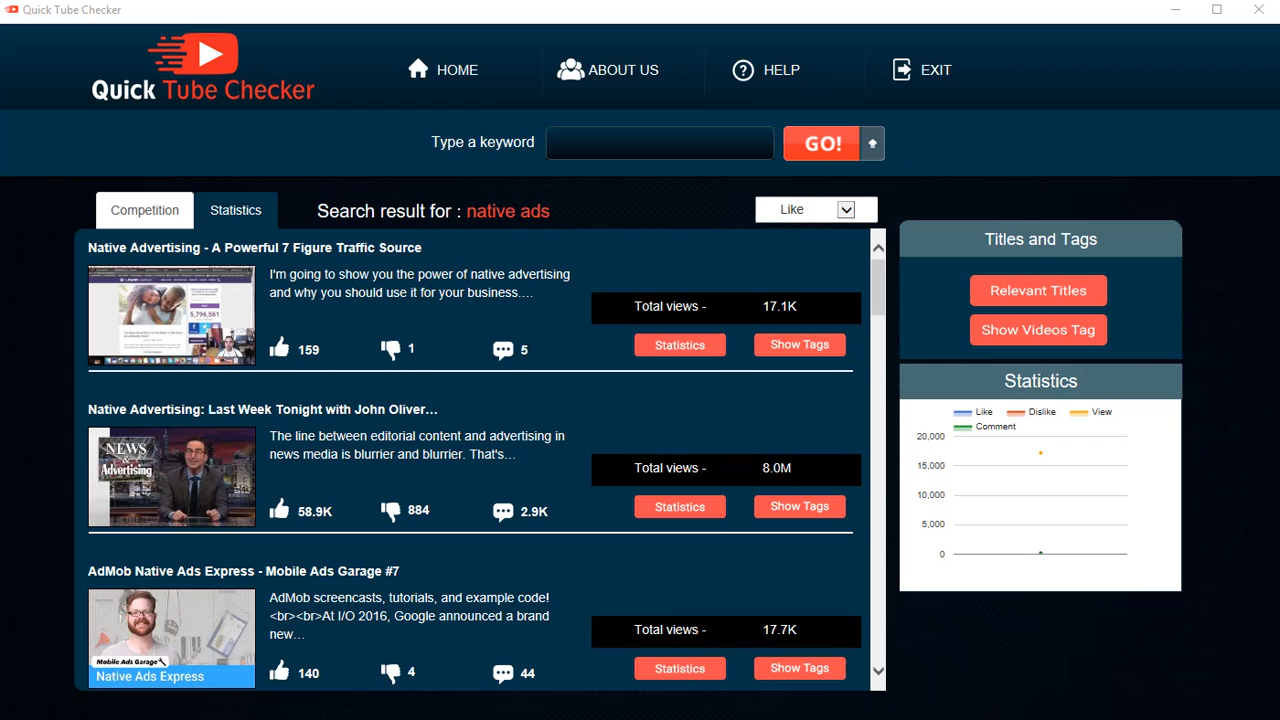 Quick Tube Checker
Quick Tube Checker
HOME
ABOUT US
HELP
EXIT
Type a keyword
GO!
Competition
Statistics
Search result for : native ads
Like
Native Advertising - A Powerful 7 Figure Traffic Source
5,796,561
I'm going to show you the power of native advertising
and why you should use it for your business....
159
1
5
Total views -
17.1K
Statistics
Show Tags
Native Advertising: Last Week Tonight with John Oliver...
NEWS
&
Advertising
The line between editorial content and advertising in
news media is blurrier and blurrier. That's...
58.9K
884
2.9K
Total views -
8.0M
Statistics
Show Tags
AdMob Native Ads Express - Mobile Ads Garage #7
Mobile Ads Garage
Native Ads Express
AdMob screencasts, tutorials, and example code!
<br><br>At I/O 2016, Google announced a brand
new...
140
4
44
Total views -
17.7K
Statistics
Show Tags
Titles and Tags
Relevant Titles
Show Videos Tag
Statistics
Like
Dislike
View
Comment
20,000
15,000
10,000
5,000
0